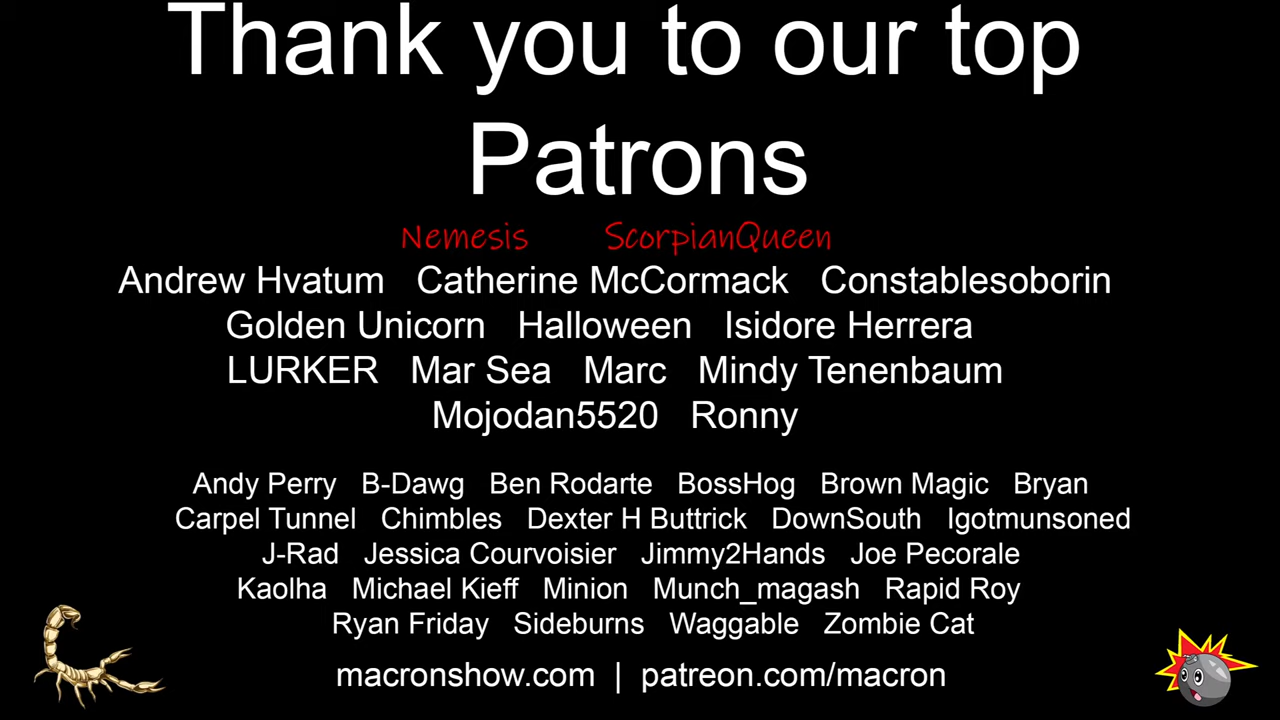 Thank you to our top
Patrons
Nemesis ScorpianQueen
Andrew Hvatum Catherine McCormack Constablesoborin
Golden Unicorn Halloween Isidore Herrera
LURKER Mar Sea Marc Mindy Tenenbaum
Mojodan5520 Ronny
Andy Perry B-Dawg Ben Rodarte BossHog Brown Magic Bryan
Carpel Tunnel Chimbles Dexter H Buttrick DownSouth Igotmunsoned
J-Rad Jessica Courvoisier Jimmy2Hands Joe Pecorale
Kaolha Michael Kieff Minion Munch_magash Rapid Roy
Ryan Friday Sideburns Waggable Zombie Cat
macronshow.com | patreon.com/macron